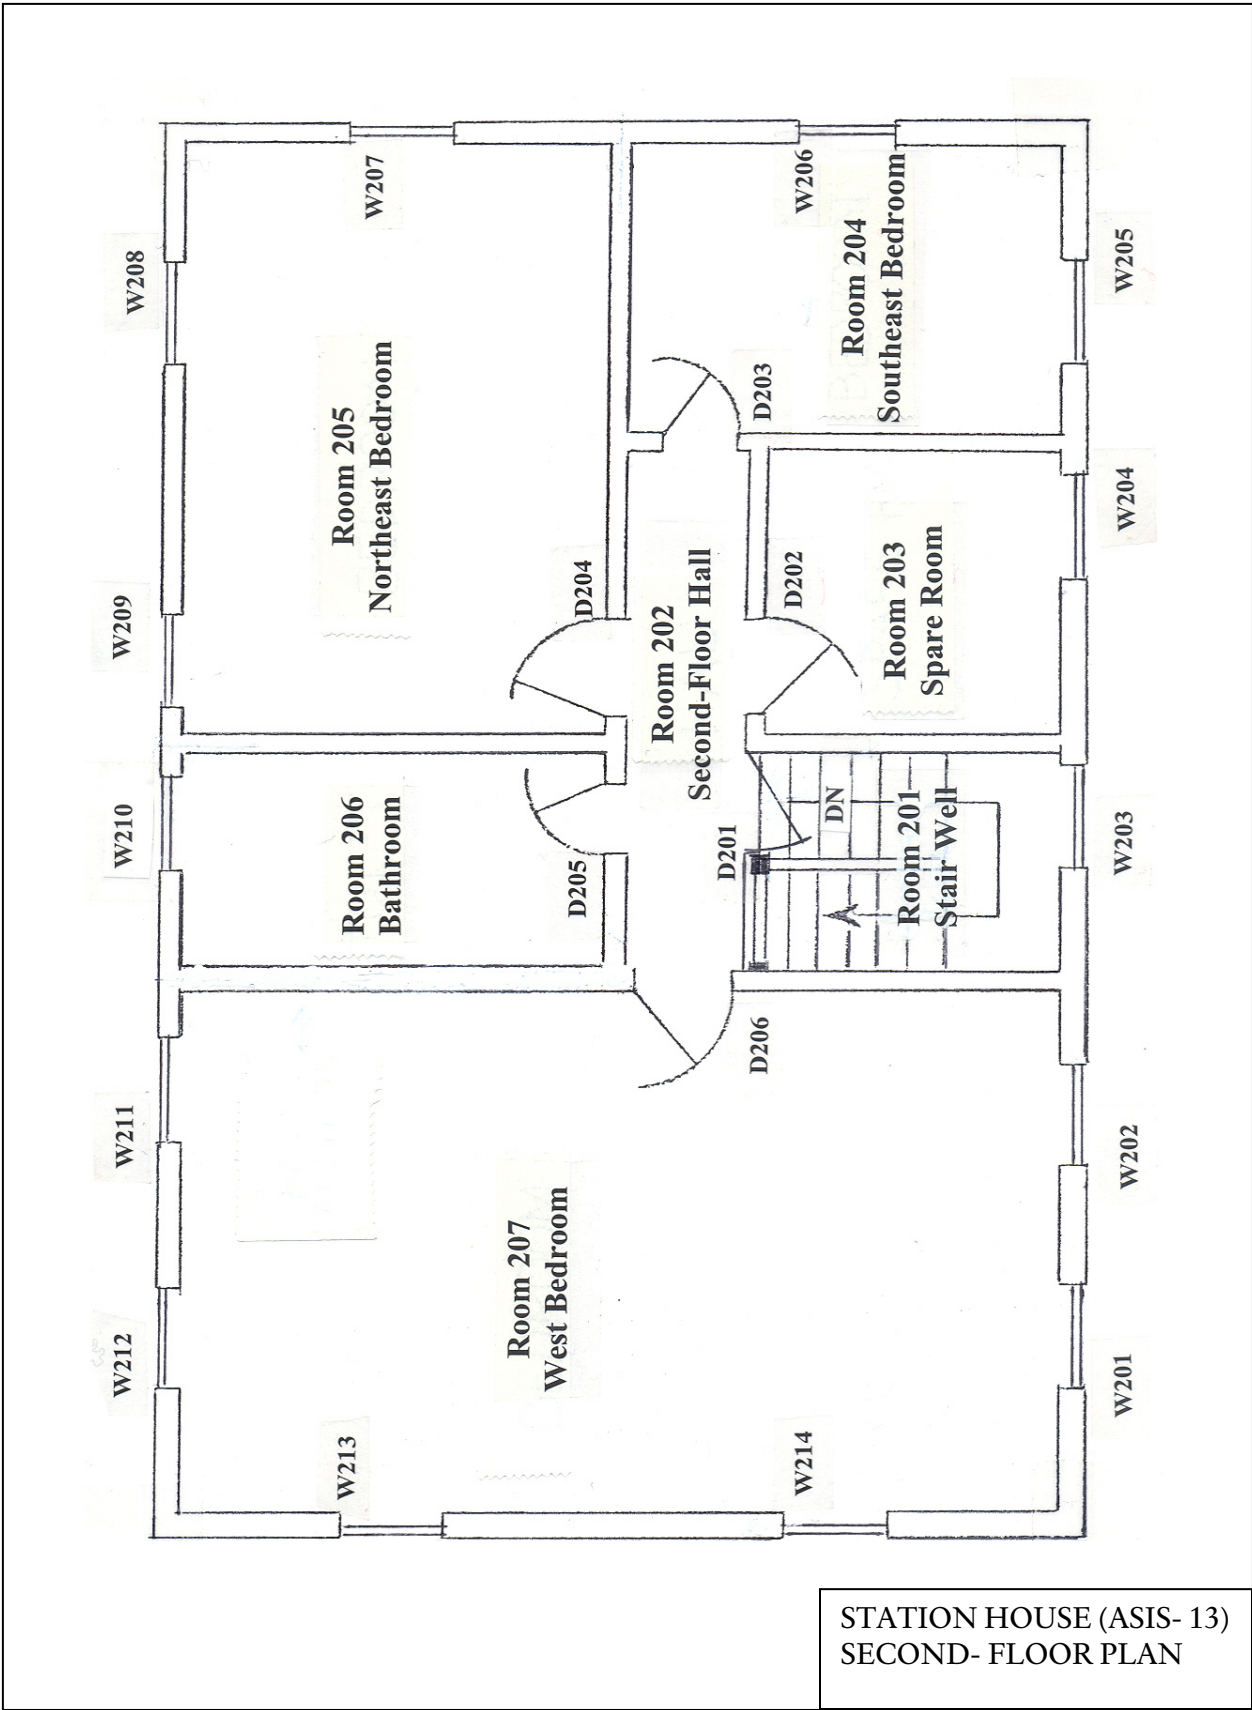 W207
W206
W208
W205
Room 204
Southeast Bedroom
Room 205
Northeast Bedroom
D203
W204
W209
D204
D202
Room 203
Spare Room
Room 202
Second-Floor Hall
W210
Room 206
Bathroom
D205
D201
DN
Room 201
Stair Well
W203
D206
W211
W202
Room 207
West Bedroom
W212
W201
W213
W214
STATION HOUSE (ASIS- 13)
SECOND- FLOOR PLAN